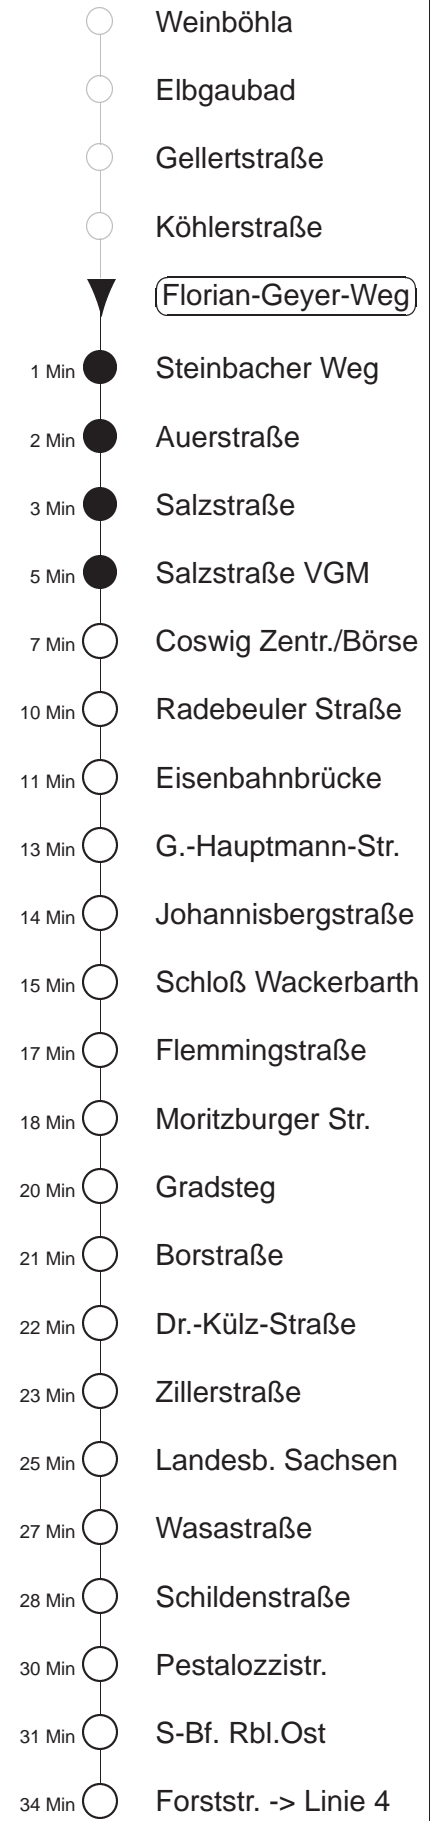 Weinböhla
Elbgaubad
Gellertstraße
Köhlerstraße
Florian-Geyer-Weg
1 Min Steinbacher Weg
2 Min Auerstraße
3 Min Salzstraße
5 Min Salzstraße VGM
7 Min Coswig Zentr./Börse
10 Min Radebeuler Straße
11 Min Eisenbahnbrücke
13 Min G.-Hauptmann-Str.
14 Min Johannisbergstraße
15 Min Schloß Wackerbarth
17 Min Flemmingstraße
18 Min Moritzburger Str.
20 Min Gradsteg
21 Min Borstraße
22 Min Dr.-Külz-Straße
23 Min Zillerstraße
25 Min Landesb. Sachsen
27 Min Wasastraße
28 Min Schildenstraße
30 Min Pestalozzistr.
31 Min S-Bf. Rbl.Ost
34 Min Forststr. -> Linie 4